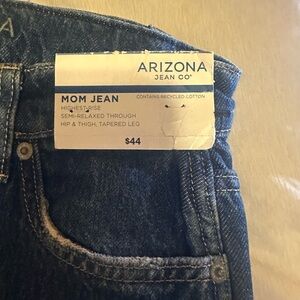 A
ARIZONA
JEAN CO®
MOM JEAN
CONTAINS RECYCLED COTTON
HIGHEST RISE
SEMI-RELAXED THROUGH
HIP & THIGH, TAPERED LEG
$44